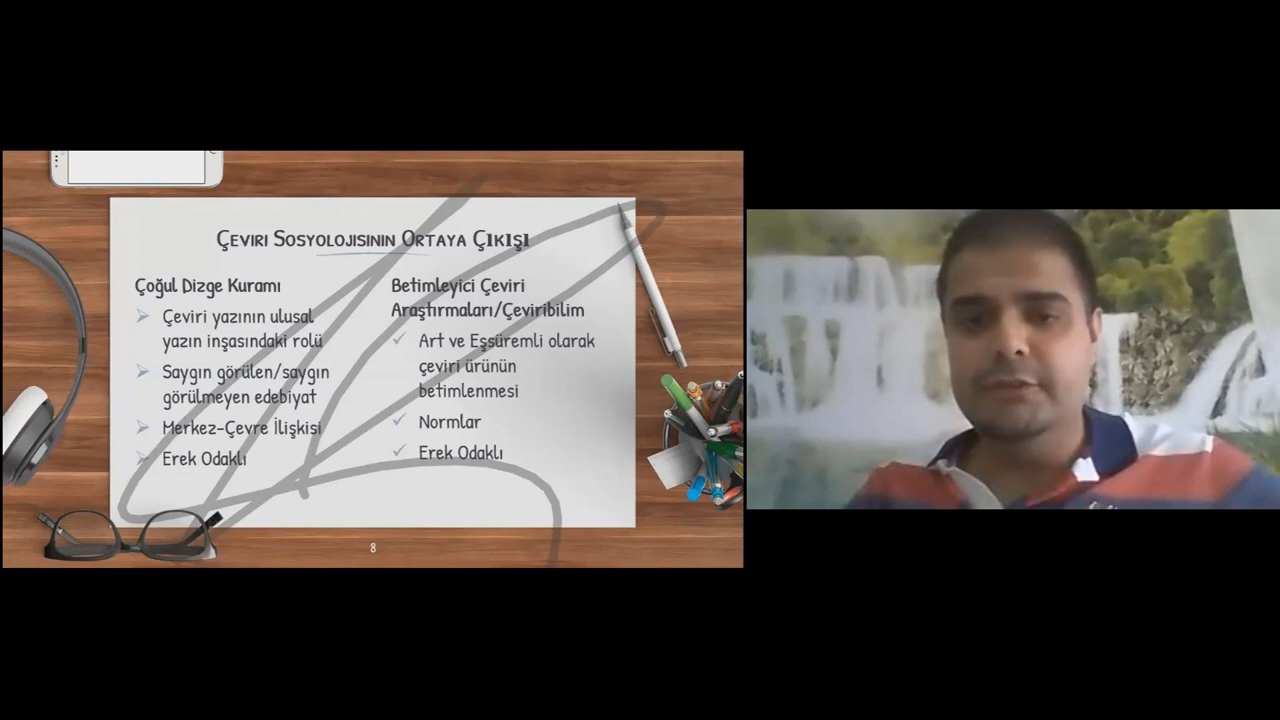 ÇEVIRI SOSYOLOJISININ ORTAYA ÇIKIŞI
Çoğul Dizge Kuramı
Çeviri yazının ulusal
yazın inşasındaki rolü
Saygın görülen/saygın
görülmeyen edebiyat
Merkez-Çevre İlişkisi
Erek Odaklı
Betimleyici Çeviri
Araştırmaları/Çeviribilim
Art ve Eşsüremli olarak
çeviri ürünün
betimlenmesi
Normlar
Erek Odaklı
8